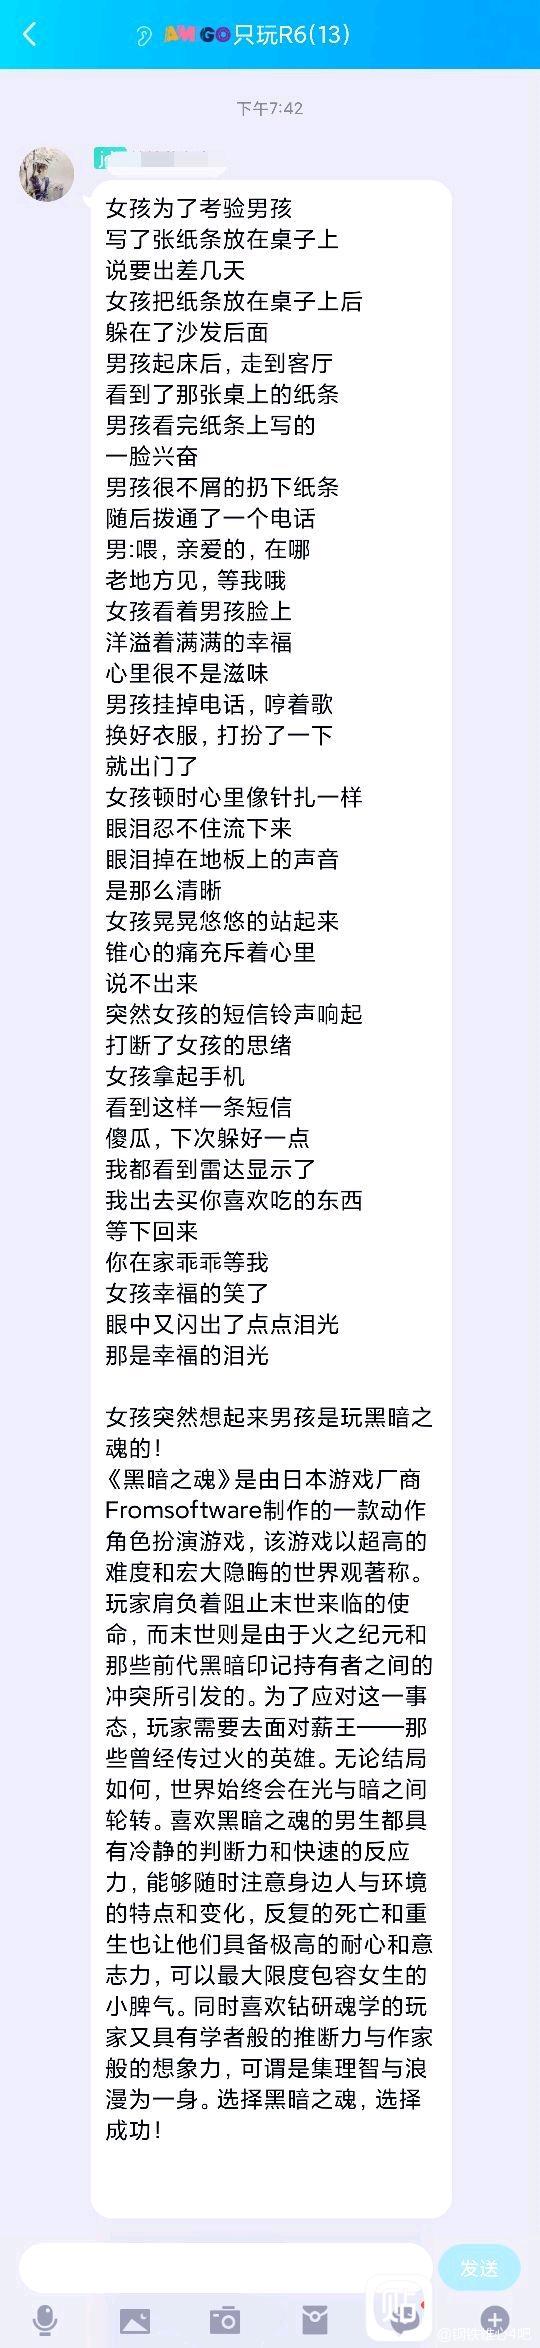 AM GO只玩R6(13)
下午7:42
女孩为了考验男孩
写了张纸条放在桌子上
说要出差几天
女孩把纸条放在桌子上后
躲在了沙发后面
男孩起床后，走到客厅
看到了那张桌上的纸条
男孩看完纸条上写的
一脸兴奋
男孩很不屑的扔下纸条
随后拨通了一个电话
男:喂，亲爱的，在哪
老地方见，等我哦
女孩看着男孩脸上
洋溢着满满的幸福
心里很不是滋味
男孩挂掉电话，哼着歌
换好衣服，打扮了一下
就出门了
女孩顿时心里像针扎一样
眼泪忍不住流下来
眼泪掉在地板上的声音
是那么清晰
女孩晃晃悠悠的站起来
锥心的痛充斥着心里
说不出来
突然女孩的短信铃声响起
打断了女孩的思绪
女孩拿起手机
看到这样一条短信
傻瓜，下次躲好一点
我都看到雷达显示了
我出去买你喜欢吃的东西
等下回来
你在家乖乖等我
女孩幸福的笑了
眼中又闪出了点点泪光
那是幸福的泪光
女孩突然想起来男孩是玩黑暗之
魂的！
《黑暗之魂》是由日本游戏厂商
Fromsoftware制作的一款动作
角色扮演游戏，该游戏以超高的
难度和宏大隐晦的世界观著称。
玩家肩负着阻止末世来临的使
命，而末世则是由于火之纪元和
那些前代黑暗印记持有者之间的
冲突所引发的。为了应对这一事
态，玩家需要去面对薪王——那
些曾经传过火的英雄。无论结局
如何，世界始终会在光与暗之间
轮转。喜欢黑暗之魂的男生都具
有冷静的判断力和快速的反应
力，能够随时注意身边人与环境
的特点和变化，反复的死亡和重
生也让他们具备极高的耐心和意
志力，可以最大限度包容女生的
小脾气。同时喜欢钻研魂学的玩
家又具有学者般的推断力与作家
般的想象力，可谓是集理智与浪
漫为一身。选择黑暗之魂，选择
成功！
发送
贴
@钢铁雄心4吧